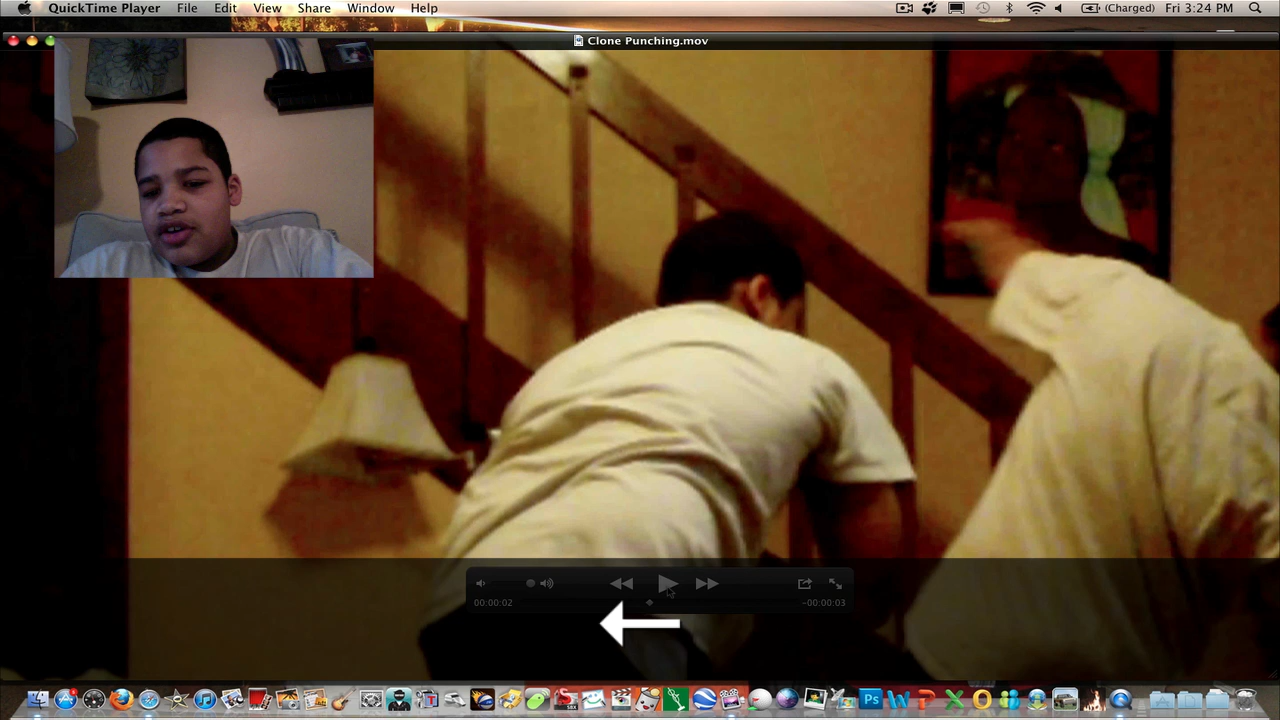 QuickTime Player File Edit View Share Window Help (Charged) Fri 3:24 PM
Clone Punching.mov
00:00:02 -00:00:03
Ps W P X O